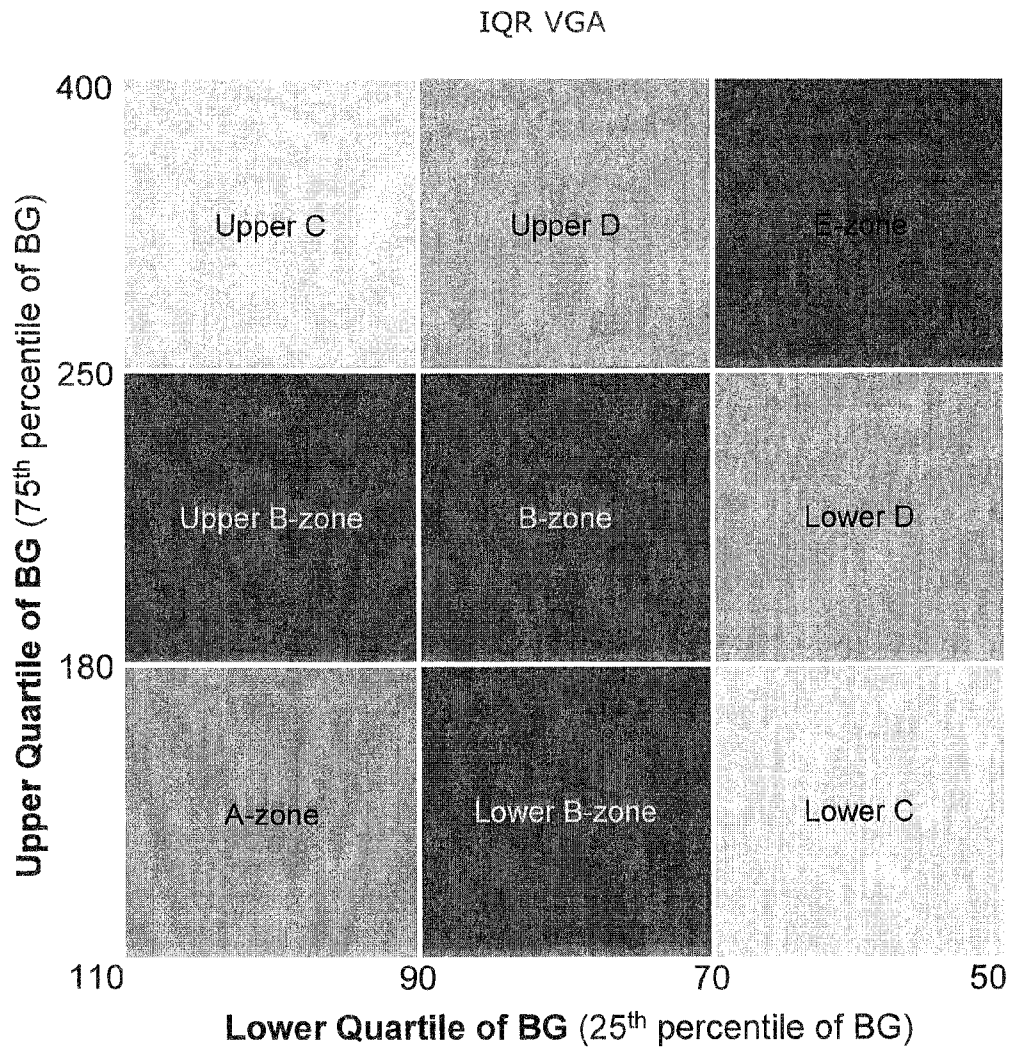 IQR VGA
400
Upper C
Upper D
E-zone
250
Upper B-zone
B-zone
Lower D
180
A-zone
Lower B-zone
Lower C
110
90
70
50
Upper Quartile of BG (75th percentile of BG)
Lower Quartile of BG (25th percentile of BG)